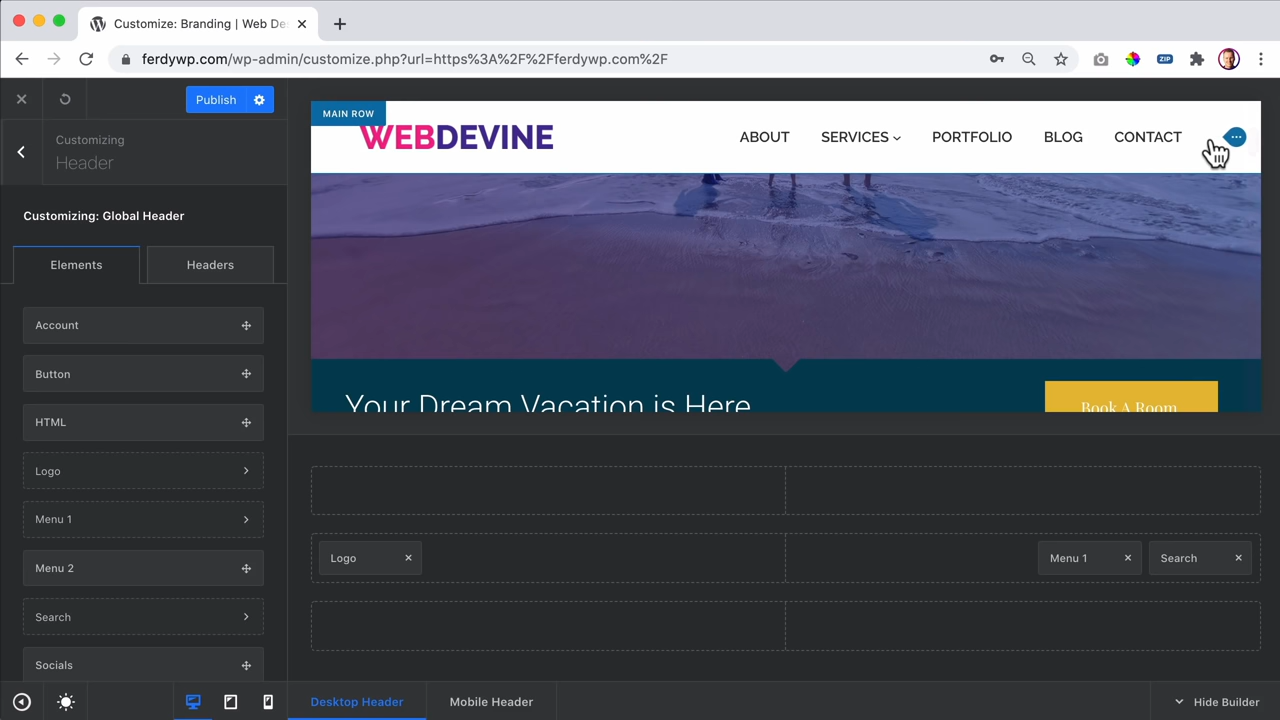 Customize: Branding | Web De
ferdywp.com/wp-admin/customize.php?url=https%3A%2F%2Fferdywp.com%2F
ZIP
Publish
Customizing
Header
Customizing: Global Header
Elements
Headers
Account
Button
HTML
Logo
Menu 1
Menu 2
Search
Socials
MAIN ROW
WEBDEVINE
ABOUT
SERVICES
PORTFOLIO
BLOG
CONTACT
Your Dream Vacation is Here
Book A Room
Logo
Menu 1
Search
Desktop Header
Mobile Header
Hide Builder